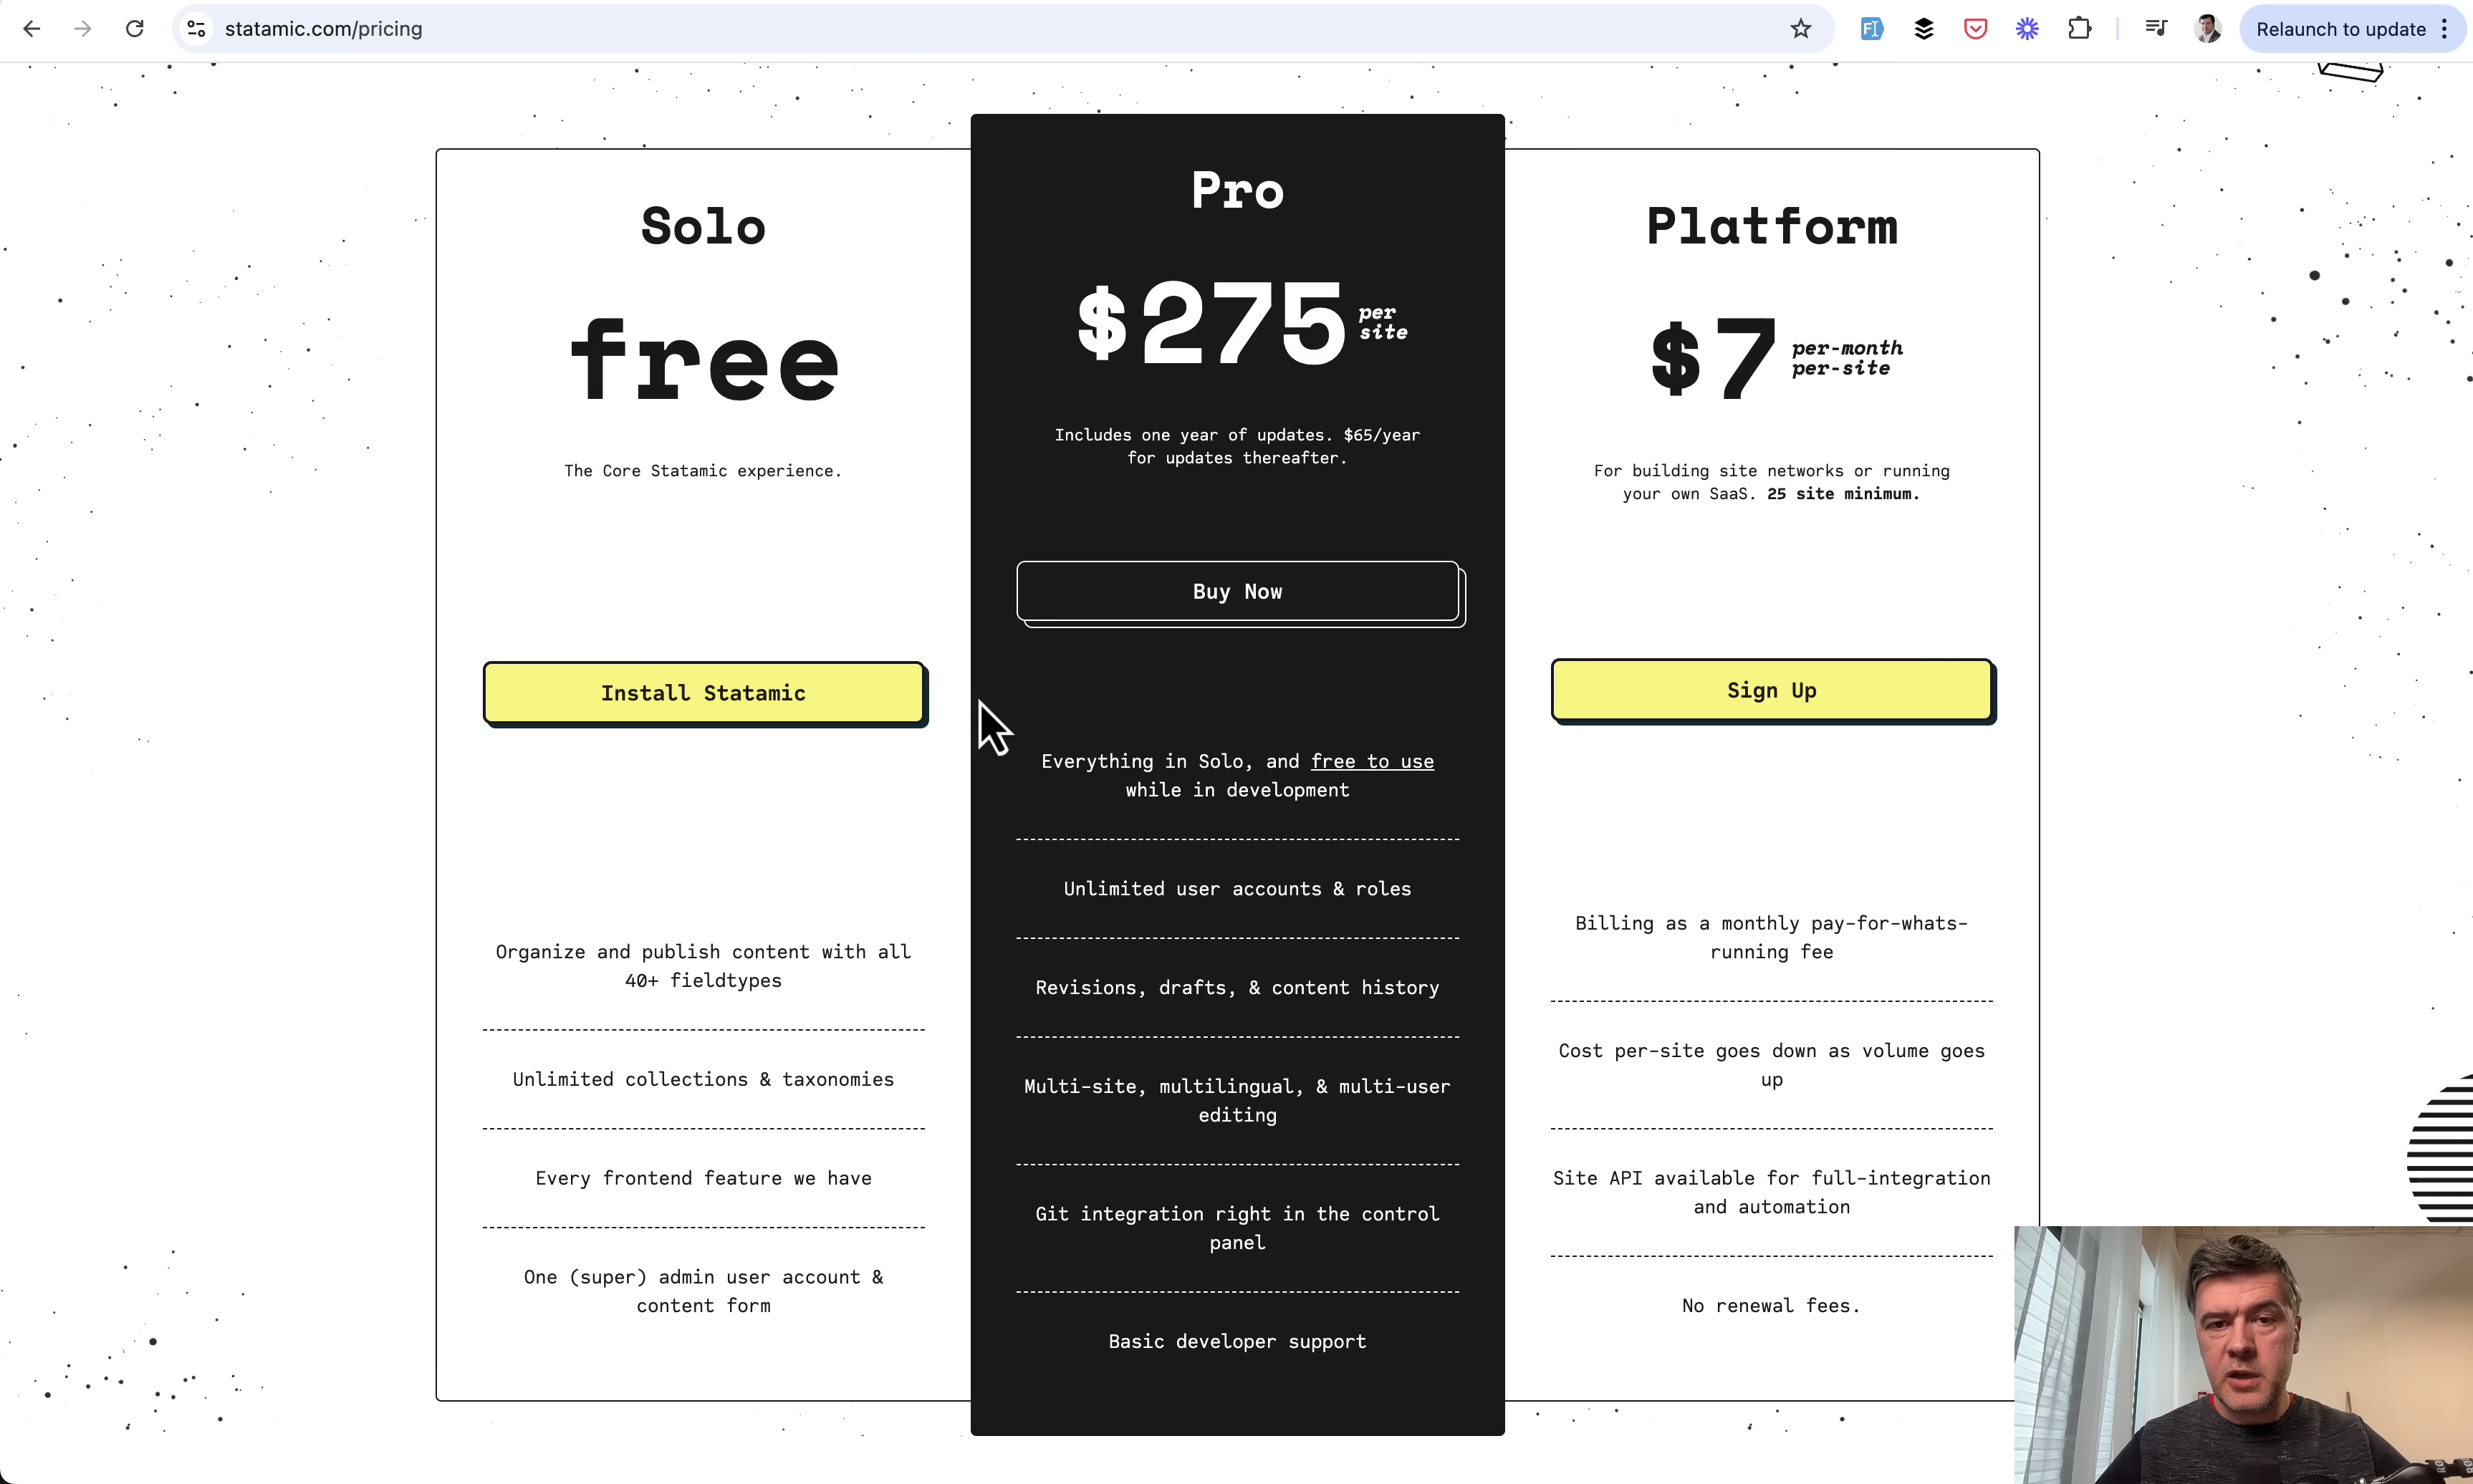 statamic.com/pricing
Relaunch to update
Solo
free
The Core Statamic experience.
Install Statamic
Organize and publish content with all
40+ fieldtypes
Unlimited collections & taxonomies
Every frontend feature we have
One (super) admin user account &
content form
Pro
$275 per
site
Includes one year of updates. $65/year
for updates thereafter.
Buy Now
Everything in Solo, and free to use
while in development
Unlimited user accounts & roles
Revisions, drafts, & content history
Multi-site, multilingual, & multi-user
editing
Git integration right in the control
panel
Basic developer support
Platform
$7 per-month
per-site
For building site networks or running
your own SaaS. 25 site minimum.
Sign Up
Billing as a monthly pay-for-whats-
running fee
Cost per-site goes down as volume goes
up
Site API available for full-integration
and automation
No renewal fees.